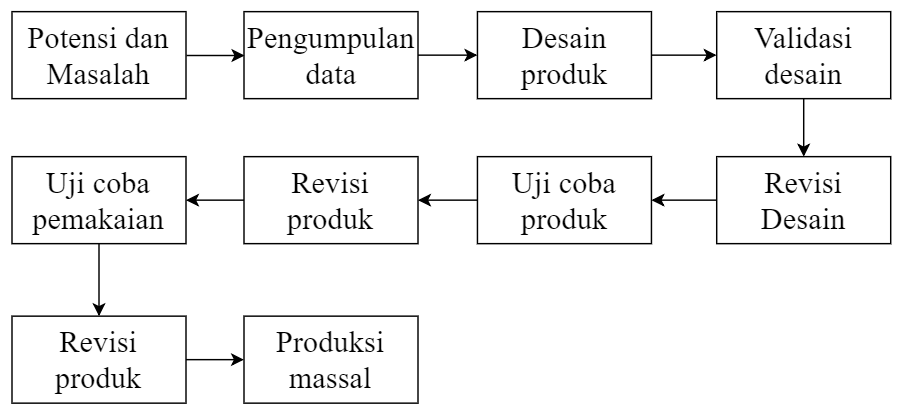 Potensi dan
Masalah
Pengumpulan
data
Desain
produk
Validasi
desain
Revisi
Desain
Uji coba
produk
Revisi
produk
Uji coba
pemakaian
Revisi
produk
Produksi
massal